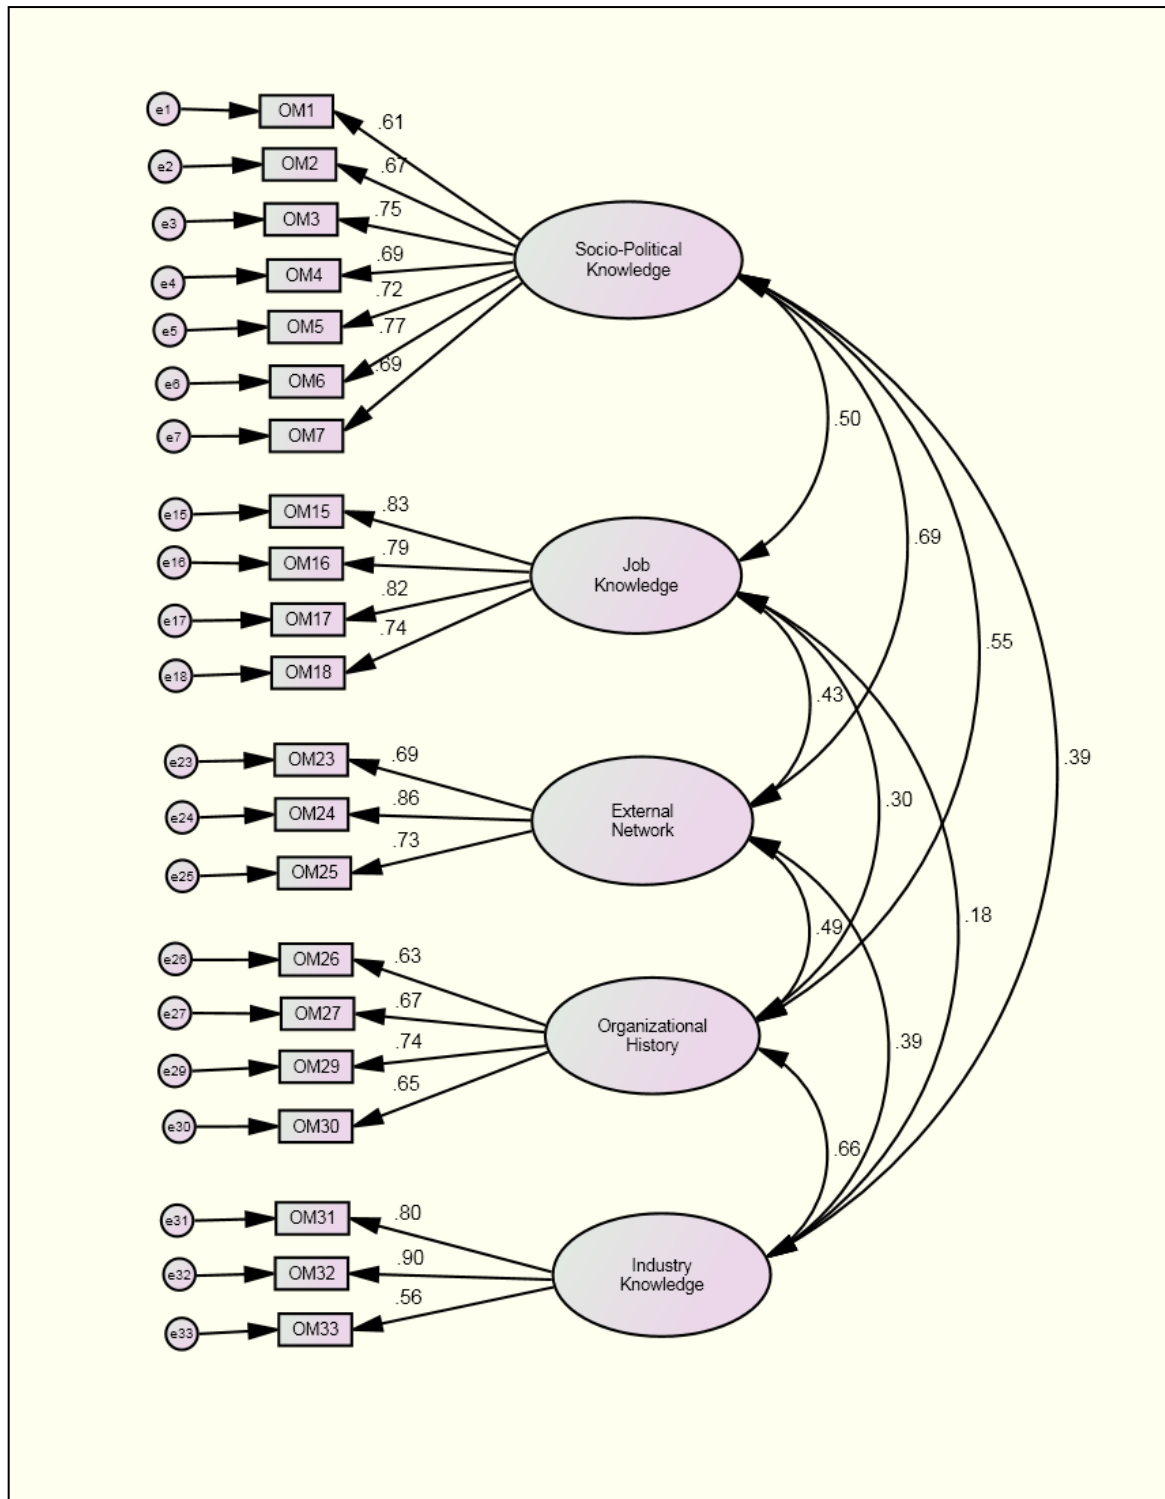 e1
OM1
.61
e2
OM2
.67
e3
OM3
.75
e4
OM4
.69
e5
OM5
.72
e6
OM6
.77
e7
OM7
.69
Socio-Political
Knowledge
.50
.69
.55
.39
e15
OM15
.83
e16
OM16
.79
e17
OM17
.82
e18
OM18
.74
Job
Knowledge
.43
.30
.18
e23
OM23
.69
e24
OM24
.86
e25
OM25
.73
External
Network
.49
.39
e26
OM26
.63
e27
OM27
.67
e29
OM29
.74
e30
OM30
.65
Organizational
History
.66
e31
OM31
.80
e32
OM32
.90
e33
OM33
.56
Industry
Knowledge